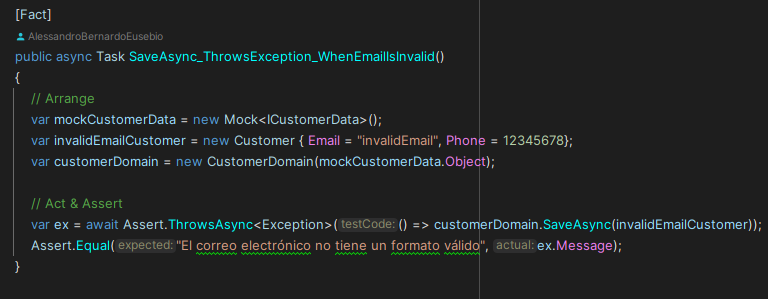 [Fact]
AlessandroBernardoEusebio
public async Task SaveAsync_ThrowsException_WhenEmailIsInvalid()
{
// Arrange
var mockCustomerData = new Mock<ICustomerData>();
var invalidEmailCustomer = new Customer { Email = "invalidEmail", Phone = 12345678};
var customerDomain = new CustomerDomain(mockCustomerData.Object);
// Act & Assert
var ex = await Assert.ThrowsAsync<Exception>( testCode: () => customerDomain.SaveAsync(invalidEmailCustomer));
Assert.Equal( expected: "El correo electrónico no tiene un formato válido", actual: ex.Message);
}